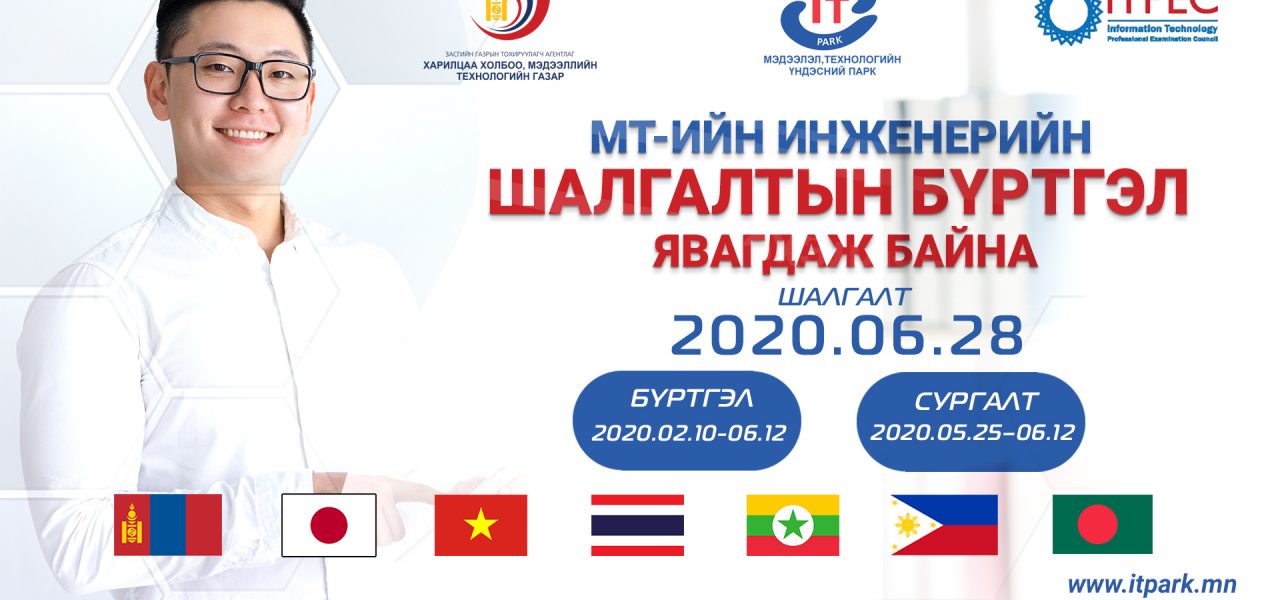 ЗАСГИЙН ГАЗРЫН ТОХИРУУЛАГЧ АГЕНТЛАГ
ХАРИЛЦАА ХОЛБОО, МЭДЭЭЛЛИЙН
ТЕХНОЛОГИЙН ГАЗАР
IT
PARK
МЭДЭЭЛЭЛ,ТЕХНОЛОГИЙН
ҮНДЭСНИЙ ПАРК
ITPEC
Information Technology
Professional Examination Council
МТ-ИЙН ИНЖЕНЕРИЙН
ШАЛГАЛТЫН БҮРТГЭЛ
ЯВАГДАЖ БАЙНА
ШАЛГАЛТ
2020.06.28
БҮРТГЭЛ
2020.02.10-06.12
СУРГАЛТ
2020.05.25-06.12
www.itpark.mn